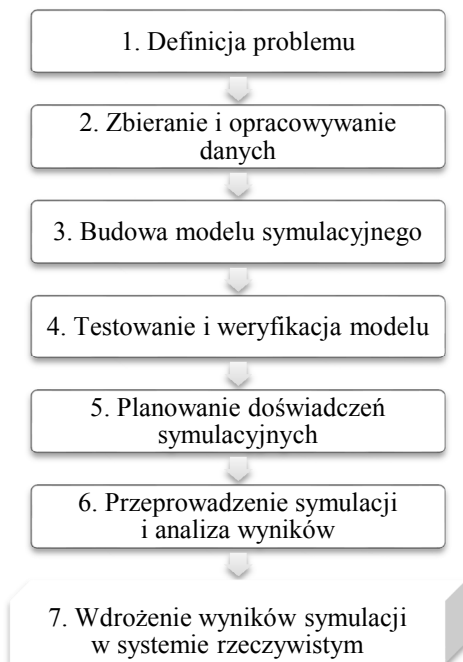 1. Definicja problemu
2. Zbieranie i opracowywanie
danych
3. Budowa modelu symulacyjnego
4. Testowanie i weryfikacja modelu
5. Planowanie doświadczeń
symulacyjnych
6. Przeprowadzenie symulacji
i analiza wyników
7. Wdrożenie wyników symulacji
w systemie rzeczywistym